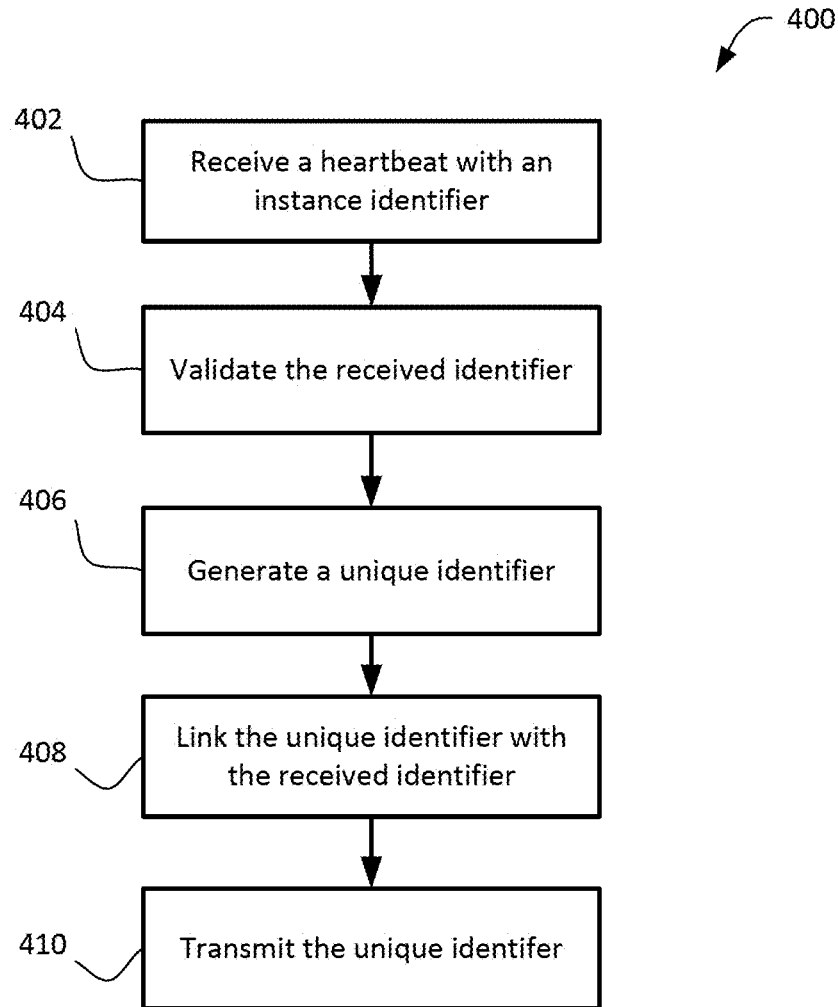 400
402
Receive a heartbeat with an
instance identifier
404
Validate the received identifier
406
Generate a unique identifier
408
Link the unique identifier with
the received identifier
410
Transmit the unique identifer